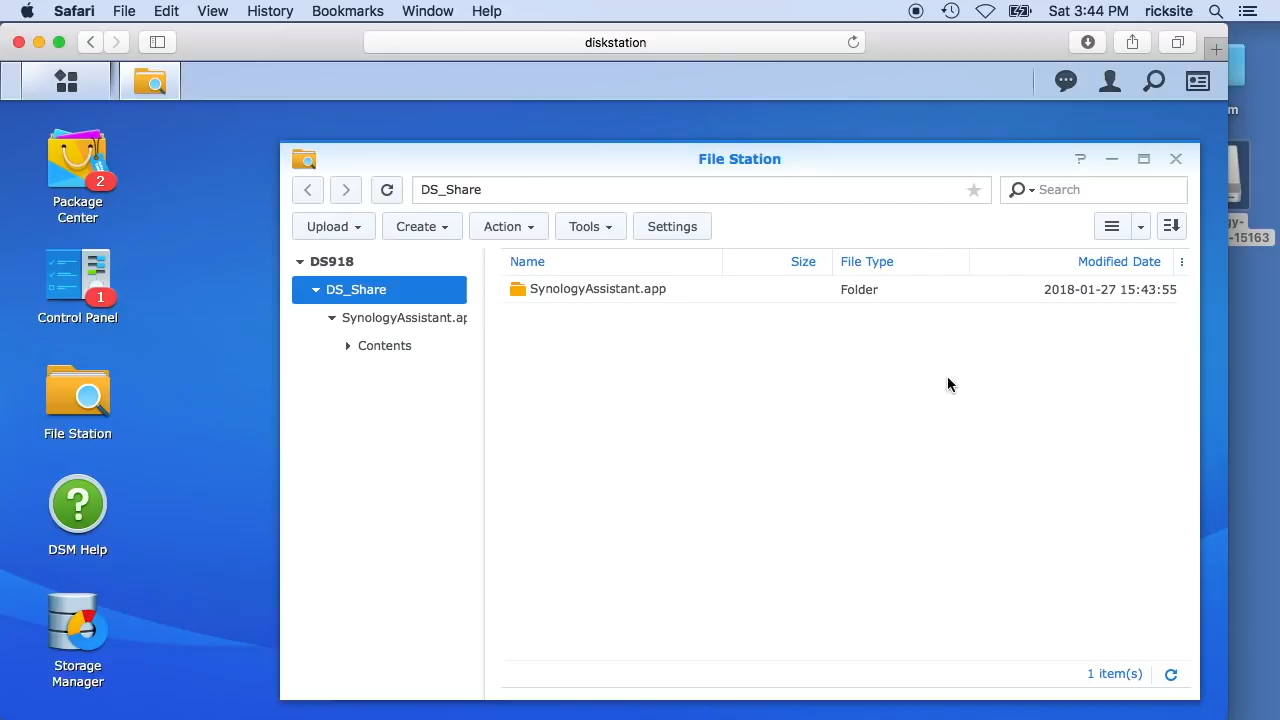 Safari File Edit View History Bookmarks Window Help Sat 3:44 PM ricksite
diskstation
m
2
Package
Center
1
Control Panel
File Station
DSM Help
Storage
Manager
File Station
DS_Share
Search
Upload Create Action Tools Settings
DS918
DS_Share
SynologyAssistant.ap
Contents
Name Size File Type Modified Date
SynologyAssistant.app Folder 2018-01-27 15:43:55
1 item(s)
gy-
-15163